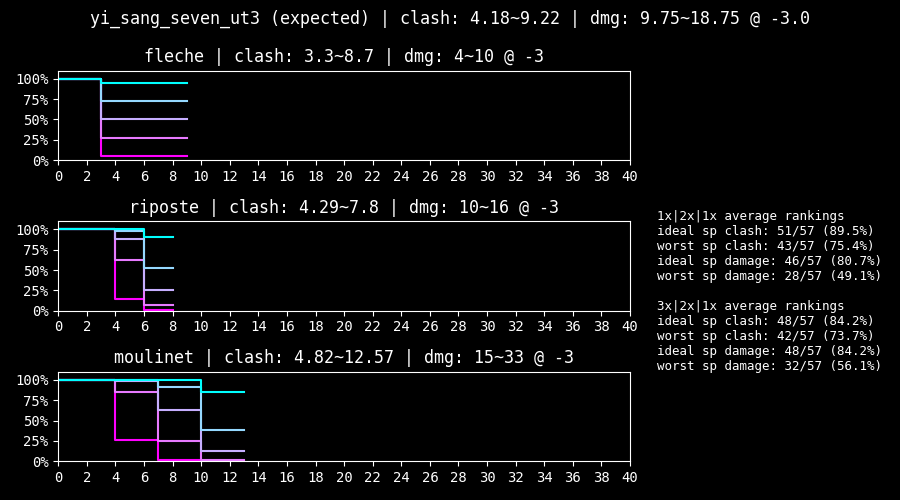 yi_sang_seven_ut3 (expected) | clash: 4.18~9.22 | dmg: 9.75~18.75 @ -3.0
fleche | clash: 3.3~8.7 | dmg: 4~10 @ -3
100%
75%
50%
25%
0%
0 2 4 6 8 10 12 14 16 18 20 22 24 26 28 30 32 34 36 38 40
riposte | clash: 4.29~7.8 | dmg: 10~16 @ -3
100%
75%
50%
25%
0%
0 2 4 6 8 10 12 14 16 18 20 22 24 26 28 30 32 34 36 38 40
moulinet | clash: 4.82~12.57 | dmg: 15~33 @ -3
100%
75%
50%
25%
0%
0 2 4 6 8 10 12 14 16 18 20 22 24 26 28 30 32 34 36 38 40
1x|2x|1x average rankings
ideal sp clash: 51/57 (89.5%)
worst sp clash: 43/57 (75.4%)
ideal sp damage: 46/57 (80.7%)
worst sp damage: 28/57 (49.1%)
3x|2x|1x average rankings
ideal sp clash: 48/57 (84.2%)
worst sp clash: 42/57 (73.7%)
ideal sp damage: 48/57 (84.2%)
worst sp damage: 32/57 (56.1%)